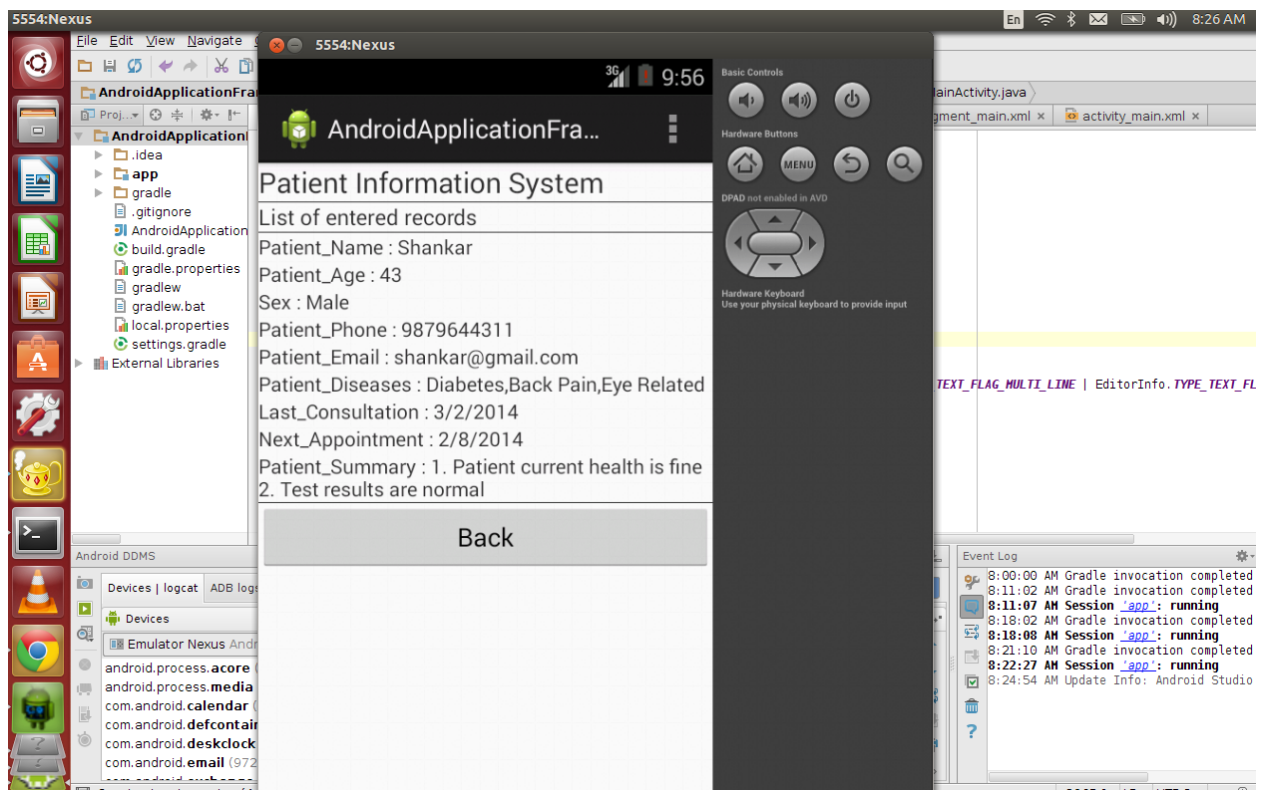 5554:Nexus
En
8:26 AM
File Edit View Navigate
5554:Nexus
AndroidApplicationFra
ainActivity.java
Proj...
gment_main.xml
activity_main.xml
AndroidApplication
.idea
app
gradle
.gitignore
AndroidApplication
build.gradle
gradle.properties
gradlew
gradlew.bat
local.properties
settings.gradle
External Libraries
3G
9:56
AndroidApplicationFra...
Patient Information System
List of entered records
Patient_Name : Shankar
Patient_Age : 43
Sex : Male
Patient_Phone : 9879644311
Patient_Email : shankar@gmail.com
Patient_Diseases : Diabetes,Back Pain,Eye Related
Last_Consultation : 3/2/2014
Next_Appointment : 2/8/2014
Patient_Summary : 1. Patient current health is fine
2. Test results are normal
Back
Basic Controls
Hardware Buttons
MENU
DPAD not enabled in AVD
Hardware Keyboard
Use your physical keyboard to provide input
TEXT_FLAG_MULTI_LINE | EditorInfo.TYPE_TEXT_FL
Android DDMS
Devices | logcat ADB logs
Devices
Emulator Nexus Andr
android.process.acore (
android.process.media
com.android.calendar (
com.android.defcontain
com.android.deskclock
com.android.email (972
Event Log
8:00:00 AM Gradle invocation completed
8:11:02 AM Gradle invocation completed
8:11:07 AM Session 'app': running
8:18:02 AM Gradle invocation completed
8:18:08 AM Session 'app': running
8:21:10 AM Gradle invocation completed
8:22:27 AM Session 'app': running
8:24:54 AM Update Info: Android Studio